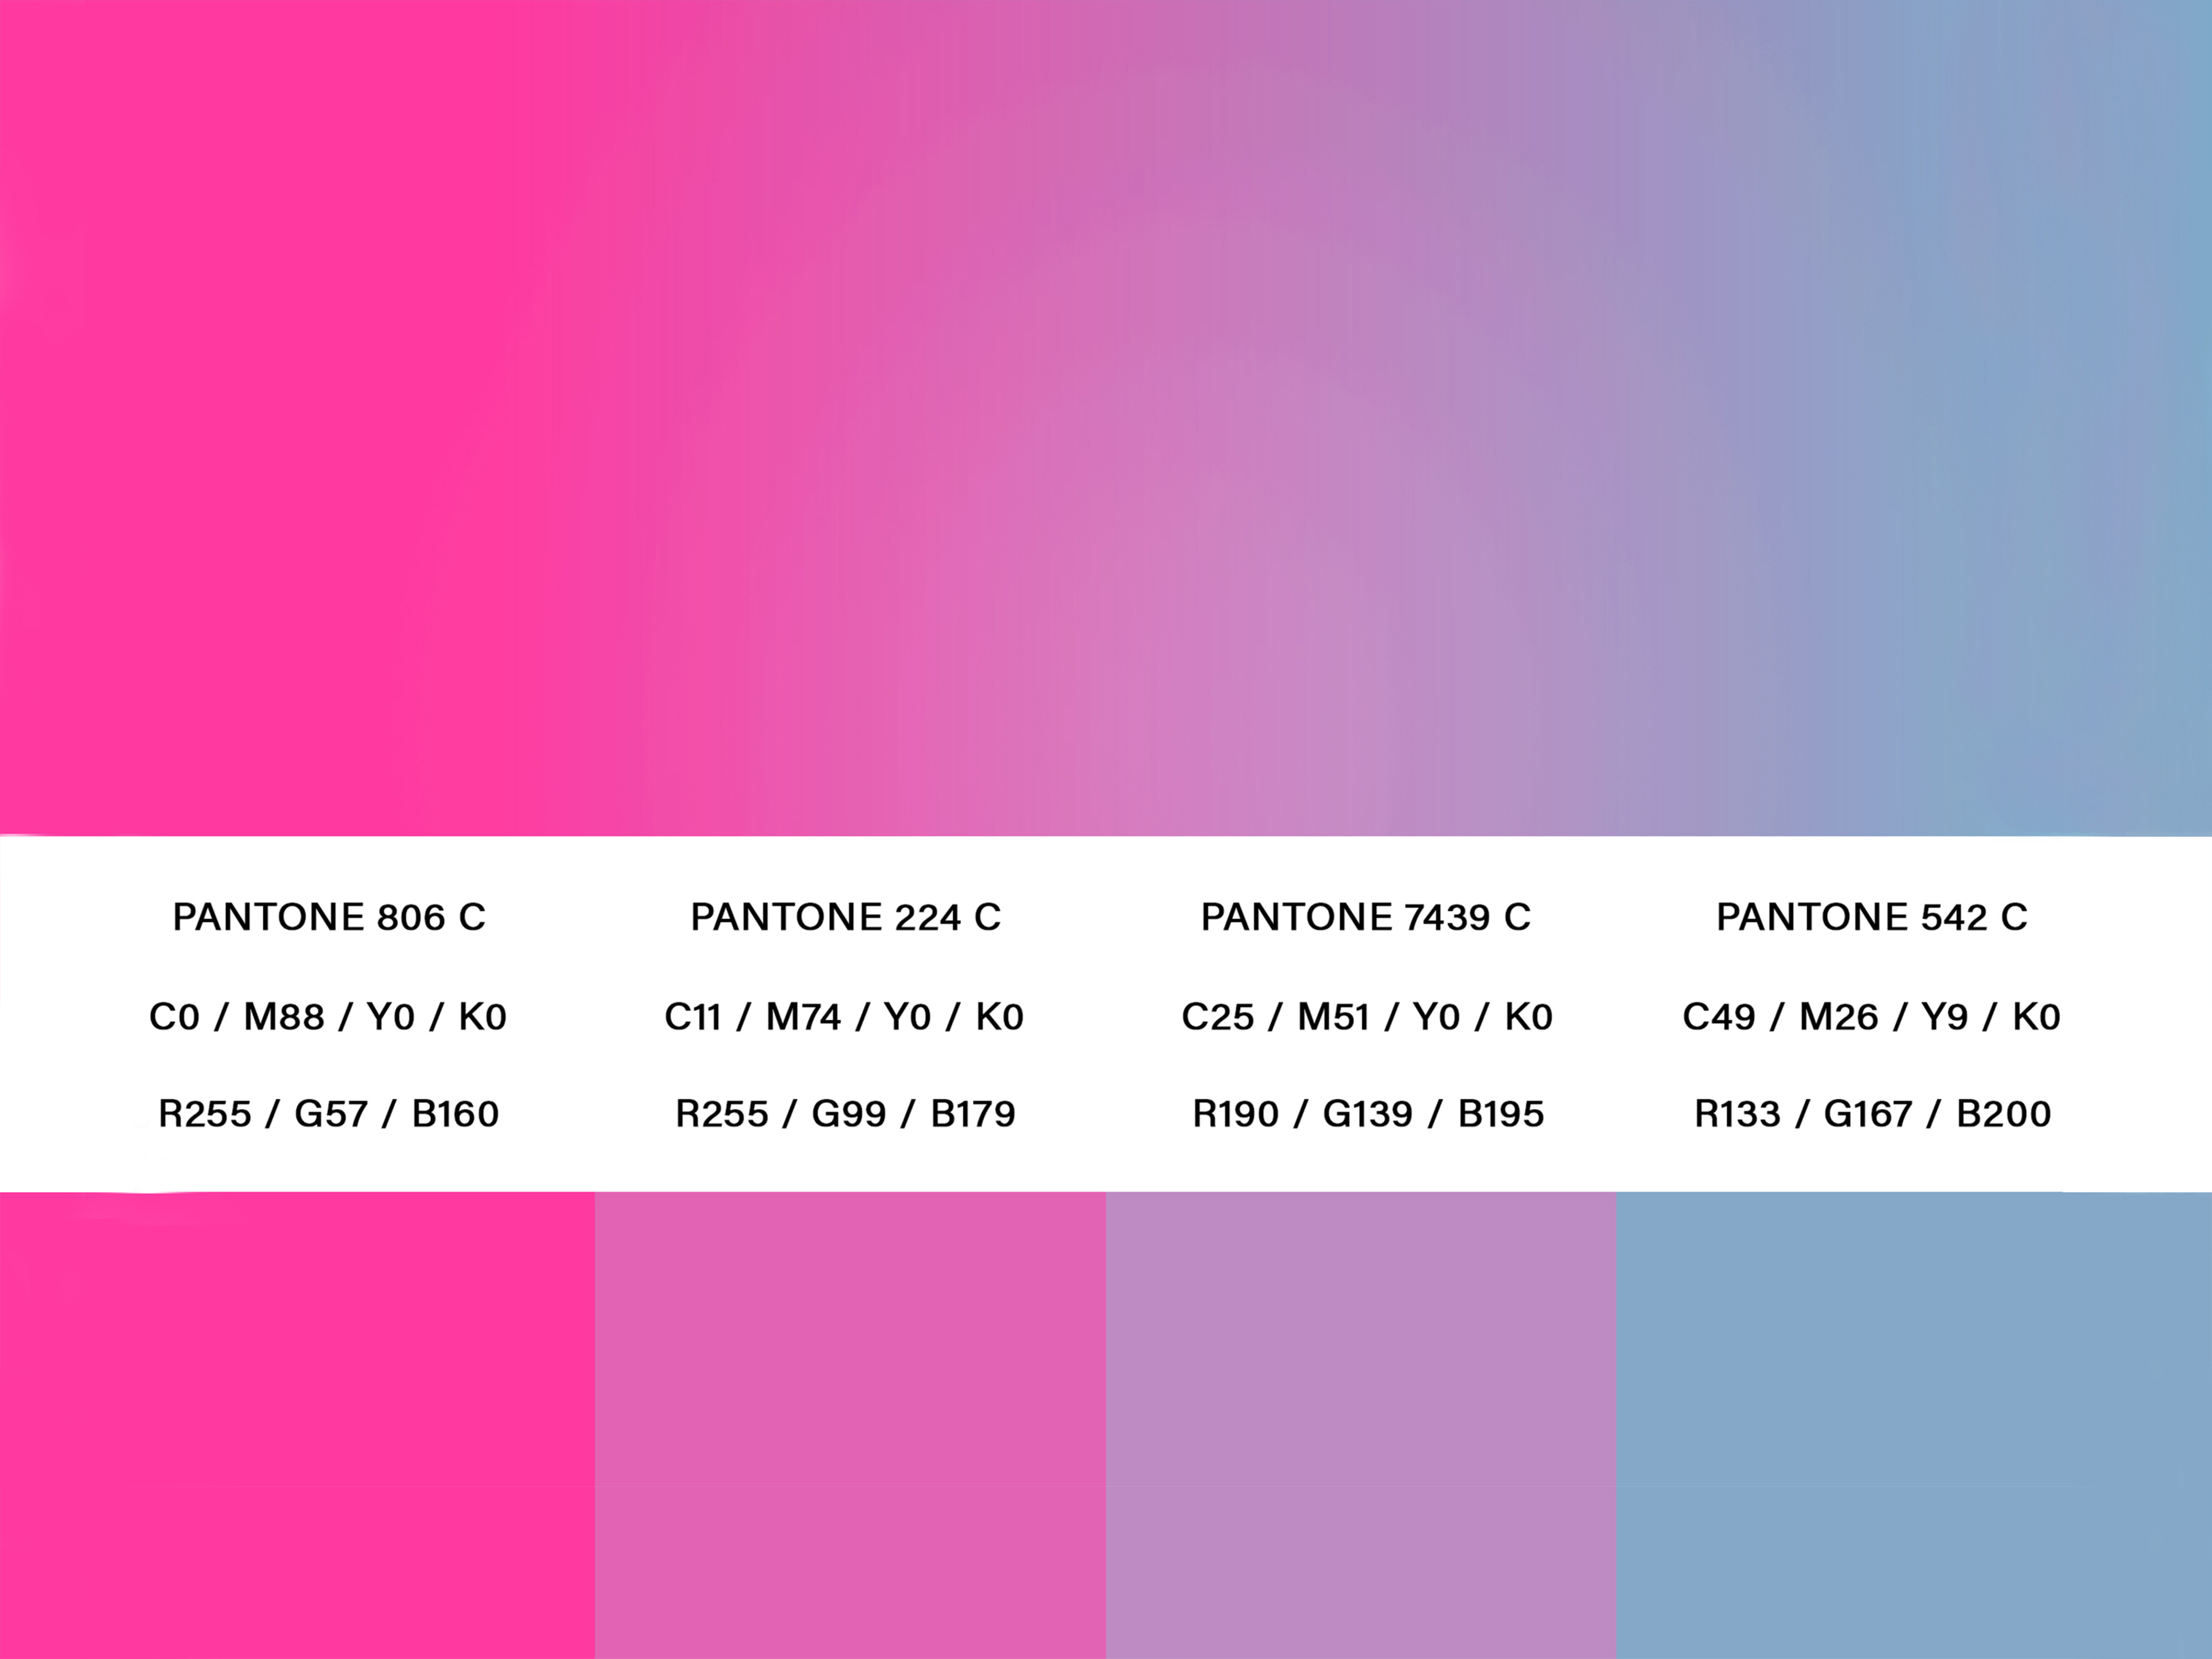 PANTONE 806 C
C0 / M88 / Y0 / K0
R255 / G57 / B160
PANTONE 224 C
C11 / M74 / Y0 / K0
R255 / G99 / B179
PANTONE 7439 C
C25 / M51 / Y0 / K0
R190 / G139 / B195
PANTONE 542 C
C49 / M26 / Y9 / K0
R133 / G167 / B200